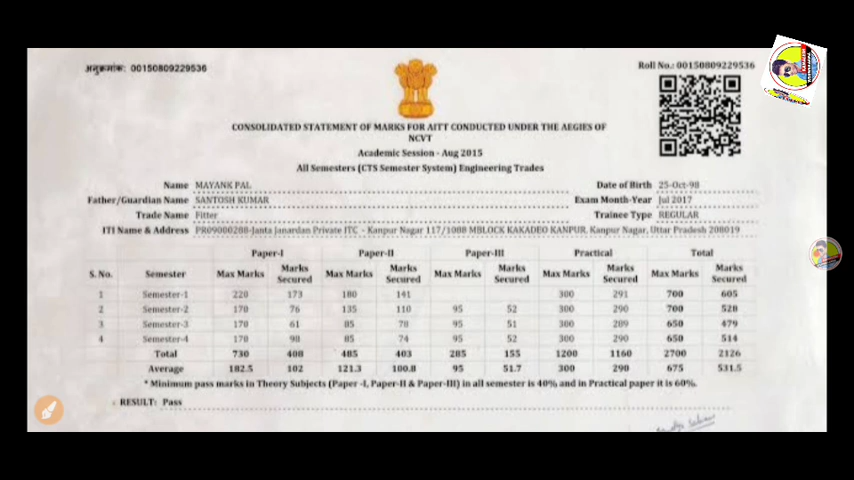 अनुक्रमांक: 00150809229536
Roll No.: 00150809229536
CONSOLIDATED STATEMENT OF MARKS FOR AITT CONDUCTED UNDER THE AEGIES OF
NCVT
Academic Session - Aug 2015
All Semesters (CTS Semester System) Engineering Trades
Name MAYANK PAL Date of Birth 25-Oct-98
Father/Guardian Name SANTOSH KUMAR Exam Month-Year Jul 2017
Trade Name Fitter Trainee Type REGULAR
ITI Name & Address PR09000288-Janta Janardan Private ITC - Kanpur Nagar 117/1088 MBLOCK KAKADEO KANPUR, Kanpur Nagar, Uttar Pradesh 208019
Paper-I Paper-II Paper-III Practical Total
S. No. Semester Max Marks Marks Secured Max Marks Marks Secured Max Marks Marks Secured Max Marks Marks Secured Max Marks Marks Secured
1 Semester-1 220 173 180 141 300 291 700 605
2 Semester-2 170 76 135 110 95 52 300 290 700 528
3 Semester-3 170 61 85 78 95 51 300 289 650 479
4 Semester-4 170 98 85 74 95 52 300 290 650 514
Total 730 408 485 403 285 155 1200 1160 2700 2126
Average 182.5 102 121.3 100.8 95 51.7 300 290 675 531.5
* Minimum pass marks in Theory Subjects (Paper -I, Paper-II & Paper-III) in all semester is 40% and in Practical paper it is 60%.
RESULT: Pass